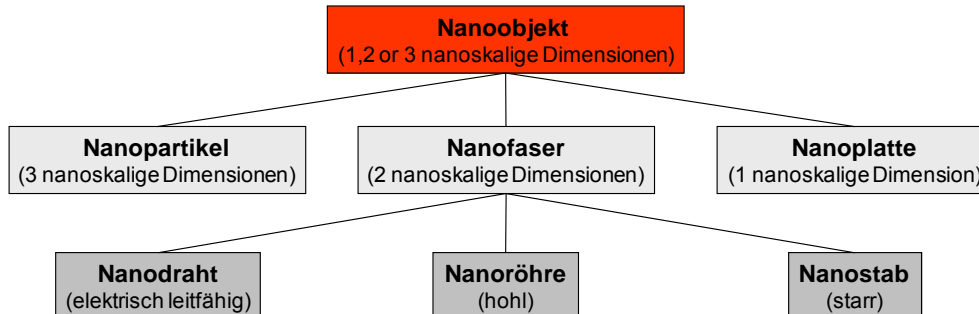 Nanoobjekt
(1,2 or 3 nanoskalige Dimensionen)
Nanopartikel
(3 nanoskalige Dimensionen)
Nanofaser
(2 nanoskalige Dimensionen)
Nanoplatte
(1 nanoskalige Dimension)
Nanodraht
(elektrisch leitfähig)
Nanoröhre
(hohl)
Nanostab
(starr)